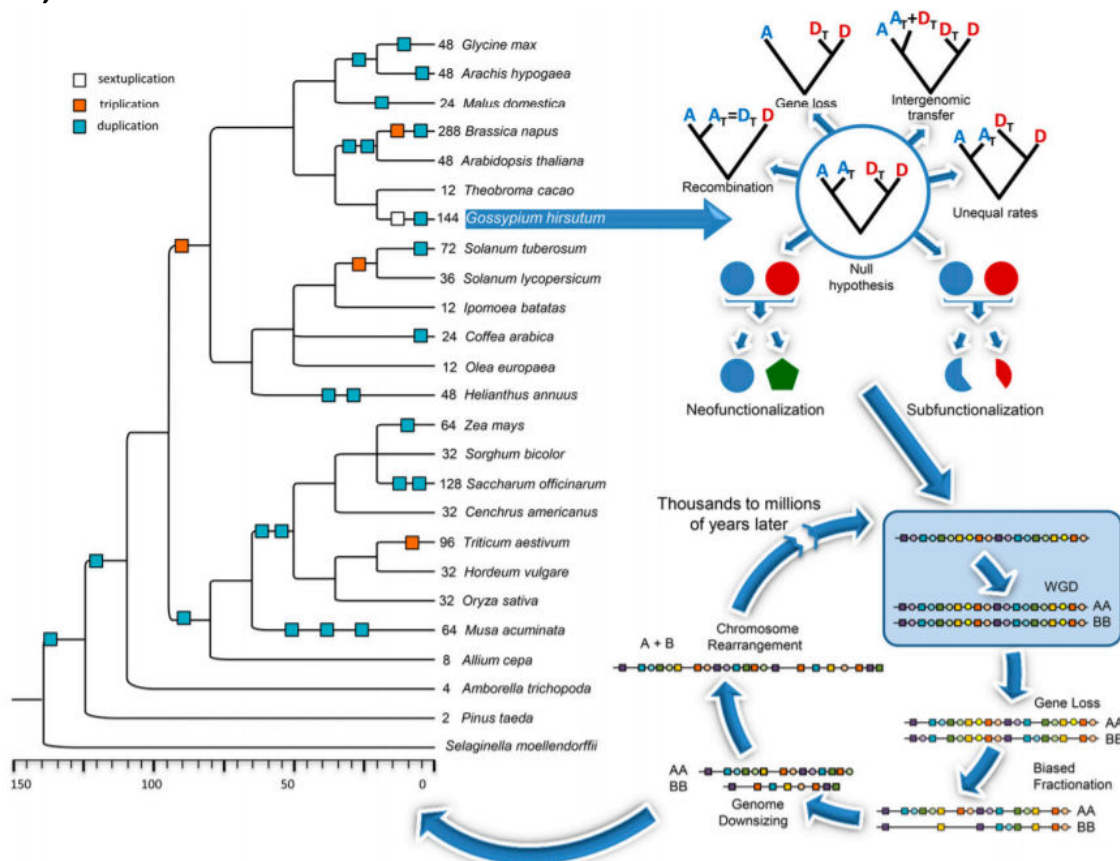 sextuplication
triplication
duplication
48 Glycine max
48 Arachis hypogaea
24 Malus domestica
288 Brassica napus
48 Arabidopsis thaliana
12 Theobroma cacao
144 Gossypium hirsutum
72 Solanum tuberosum
36 Solanum lycopersicum
12 Ipomoea batatas
24 Coffea arabica
12 Olea europaea
48 Helianthus annuus
64 Zea mays
32 Sorghum bicolor
128 Saccharum officinarum
32 Cenchrus americanus
96 Triticum aestivum
32 Hordeum vulgare
32 Oryza sativa
64 Musa acuminata
8 Allium cepa
4 Amborella trichopoda
2 Pinus taeda
Selaginella moellendorffii
150 100 50 0
A DT D
Gene loss
A AT+DT DT D
Intergenomic
transfer
A AT=DT D
Recombination
A AT DT D
Unequal rates
A AT DT D
Null
hypothesis
Neofunctionalization
Subfunctionalization
Thousands to millions
of years later
WGD
AA
BB
Gene Loss
AA
BB
Biased
Fractionation
AA
BB
Genome
Downsizing
AA
BB
Chromosome
Rearrangement
A + B